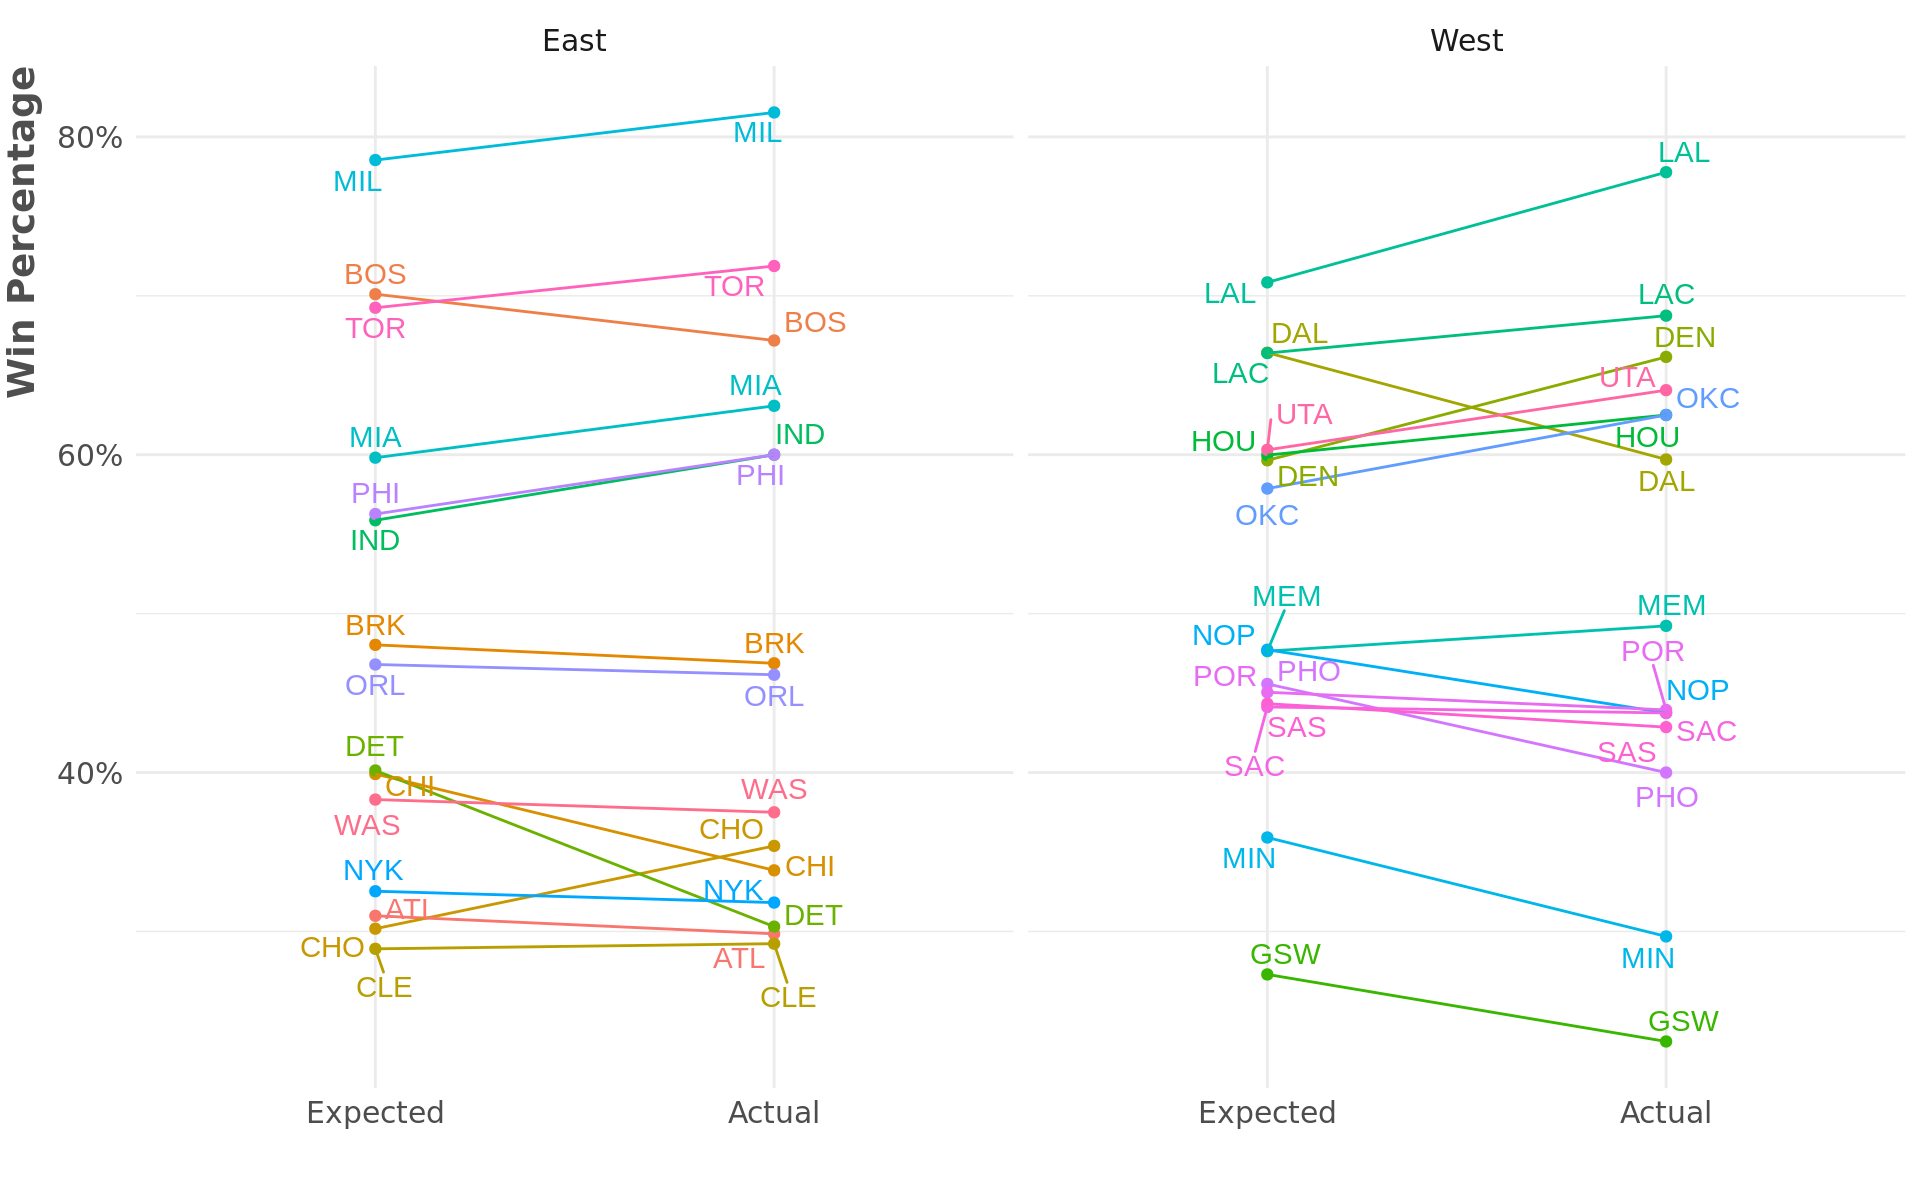 East
West
Win Percentage
80%
60%
40%
MIL
MIL
BOS
TOR
TOR
BOS
MIA
MIA
IND
PHI
PHI
IND
BRK
BRK
ORL
ORL
DET
CHI
WAS
WAS
CHO
CHI
NYK
NYK
ATL
DET
CHO
ATL
CLE
CLE
LAL
LAL
LAC
DAL
DEN
LAC
UTA
OKC
UTA
HOU
HOU
DEN
DAL
OKC
MEM
MEM
NOP
POR
POR
PHO
NOP
SAS
SAC
SAS
SAC
PHO
MIN
MIN
GSW
GSW
Expected
Actual
Expected
Actual